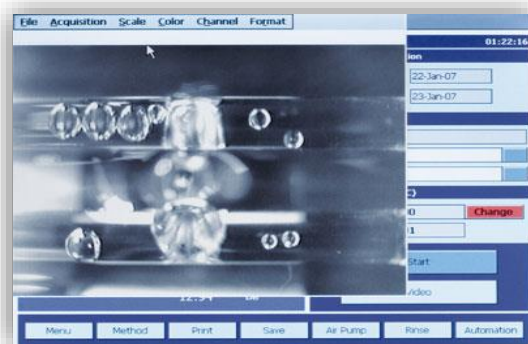 File Acquisition Scale Color Channel Format
01:22:16
22-Jan-07
23-Jan-07
Change
Start
Video
Menu Method Print Save Air Pump Rinse Automation